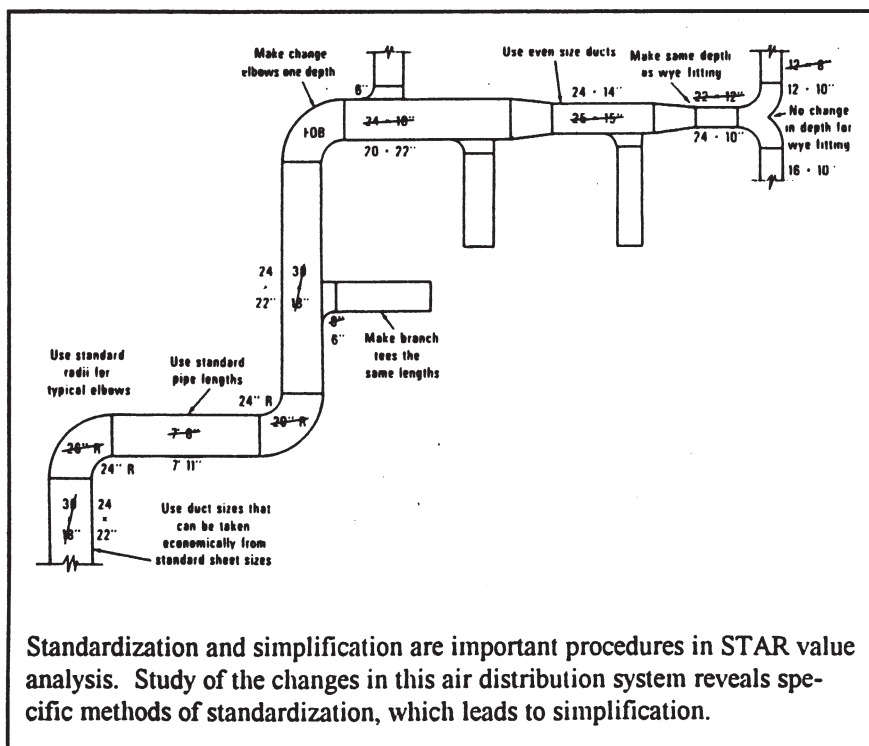 Make change
elbows one depth
6"
Use even size ducts
24 · 14"
Make same depth
as wye fitting
22 · 12"
12 · 8"
12 · 10"
No change
in depth for
wye fitting
24 · 18"
20 · 22"
25 · 15"
24 · 10"
16 · 10"
24
22"
30
18"
8"
6"
Make branch
tees the
same lengths
Use standard
radii for
typical elbows
Use standard
pipe lengths
24" R
7' 11"
24" R
30
18"
24
×
22"
Use duct sizes that
can be taken
economically from
standard sheet sizes
Standardization and simplification are important procedures in STAR value
analysis. Study of the changes in this air distribution system reveals spe-
cific methods of standardization, which leads to simplification.